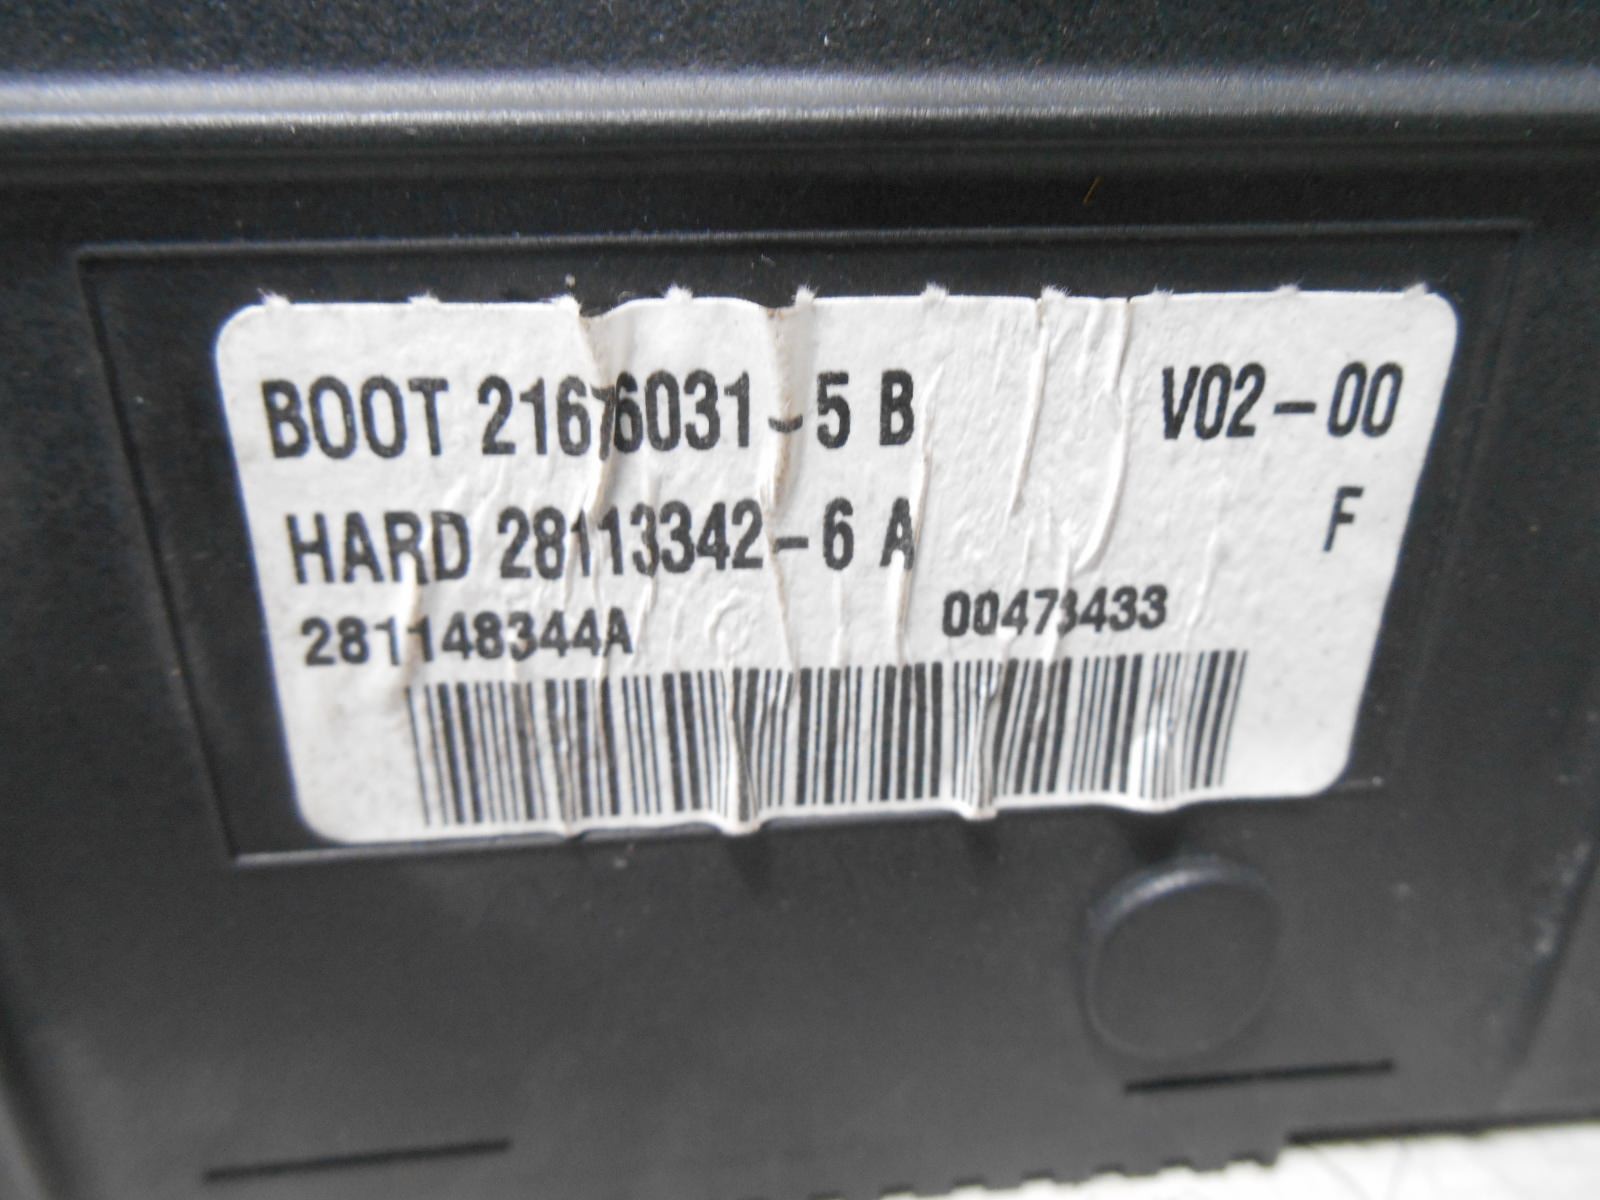 BOOT 21676031-5 B V02-00
HARD 28113342-6 A F
281148344A 00473433